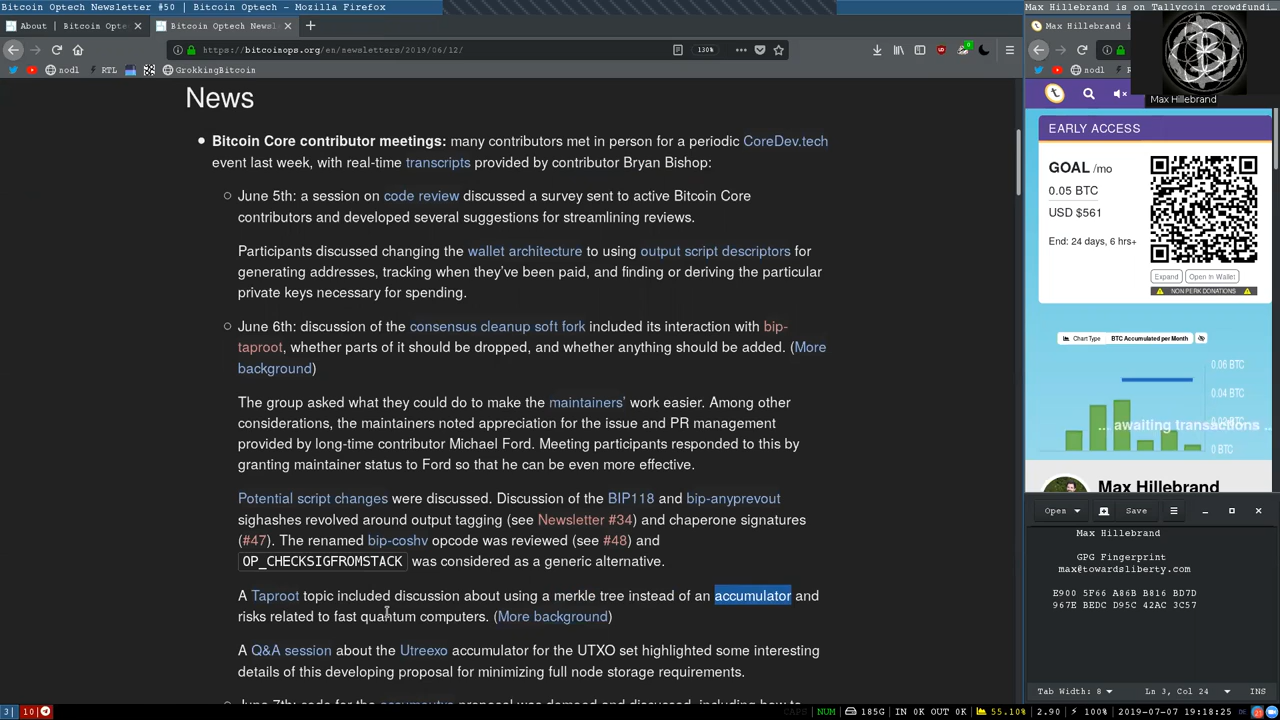 Bitcoin Optech Newsletter #50 | Bitcoin Optech - Mozilla Firefox
Max Hillebrand is on Tallycoin crowdfundi
About | Bitcoin Opt
Bitcoin Optech News
Max Hillebrand is
https://bitcoinops.org/en/newsletters/2019/06/12/
130%
nodl
RTL
GrokkingBitcoin
nodl
Max Hillebrand
News
Bitcoin Core contributor meetings: many contributors met in person for a periodic CoreDev.tech
event last week, with real-time transcripts provided by contributor Bryan Bishop:
June 5th: a session on code review discussed a survey sent to active Bitcoin Core
contributors and developed several suggestions for streamlining reviews.
Participants discussed changing the wallet architecture to using output script descriptors for
generating addresses, tracking when they've been paid, and finding or deriving the particular
private keys necessary for spending.
June 6th: discussion of the consensus cleanup soft fork included its interaction with bip-
taproot, whether parts of it should be dropped, and whether anything should be added. (More
background)
The group asked what they could do to make the maintainers' work easier. Among other
considerations, the maintainers noted appreciation for the issue and PR management
provided by long-time contributor Michael Ford. Meeting participants responded to this by
granting maintainer status to Ford so that he can be even more effective.
Potential script changes were discussed. Discussion of the BIP118 and bip-anyprevout
sighashes revolved around output tagging (see Newsletter #34) and chaperone signatures
(#47). The renamed bip-coshv opcode was reviewed (see #48) and
OP_CHECKSIGFROMSTACK was considered as a generic alternative.
A Taproot topic included discussion about using a merkle tree instead of an accumulator and
risks related to fast quantum computers. (More background)
A Q&A session about the Utreexo accumulator for the UTXO set highlighted some interesting
details of this developing proposal for minimizing full node storage requirements.
EARLY ACCESS
GOAL /mo
0.05 BTC
USD $561
End: 24 days, 6 hrs+
Expand
Open in Wallet
NON PERK DONATIONS
Chart Type
BTC Accumulated per Month
0.06 BTC
0.04 BTC
... awaiting transactions ...
0 BTC
Max Hillebrand
Open
Save
Max Hillebrand
GPG Fingerprint
max@towardsliberty.com
E900 5F66 A86B B816 BD7D
967E BEDC D95C 42AC 3C57
Tab Width: 8
Ln 3, Col 24
INS
3
10
CAPS
NUM
185G
IN 0K OUT 0K
55.10%
2.90
2019-07-07
18:18:25